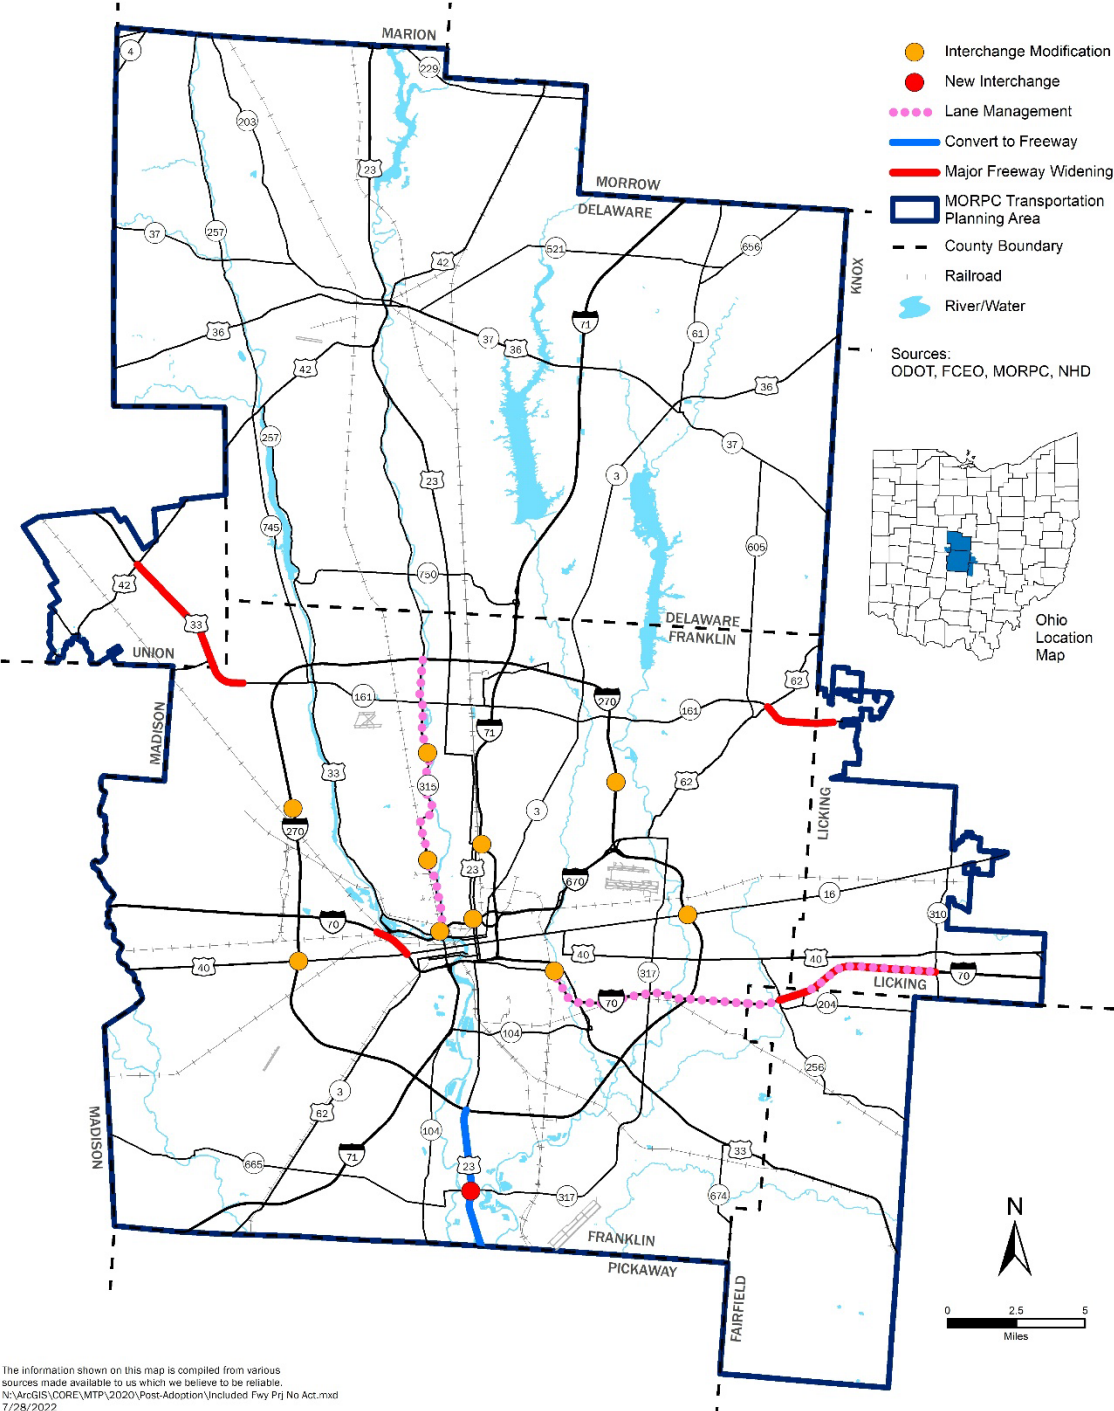 MARION
4
229
203
23
MORROW
DELAWARE
KNOX
37
257
42
521
656
71
61
36
37
36
42
36
257
37
23
3
745
605
42
750
33
DELAWARE
FRANKLIN
UNION
62
161
270
161
MADISON
71
33
315
62
LICKING
270
3
23
670
16
310
70
40
40
40
317
70
70
LICKING
204
104
256
3
62
104
MADISON
71
665
23
33
317
674
FRANKLIN
PICKAWAY
FAIRFIELD
Interchange Modification
New Interchange
Lane Management
Convert to Freeway
Major Freeway Widening
MORPC Transportation
Planning Area
County Boundary
Railroad
River/Water
Sources:
ODOT, FCEO, MORPC, NHD
Ohio
Location
Map
N
0 2.5 5
Miles
The information shown on this map is compiled from various
sources made available to us which we believe to be reliable.
N:\ArcGIS\CORE\MTP\2020\Post-Adoption\Included Fwy Prj No Act.mxd
7/28/2022